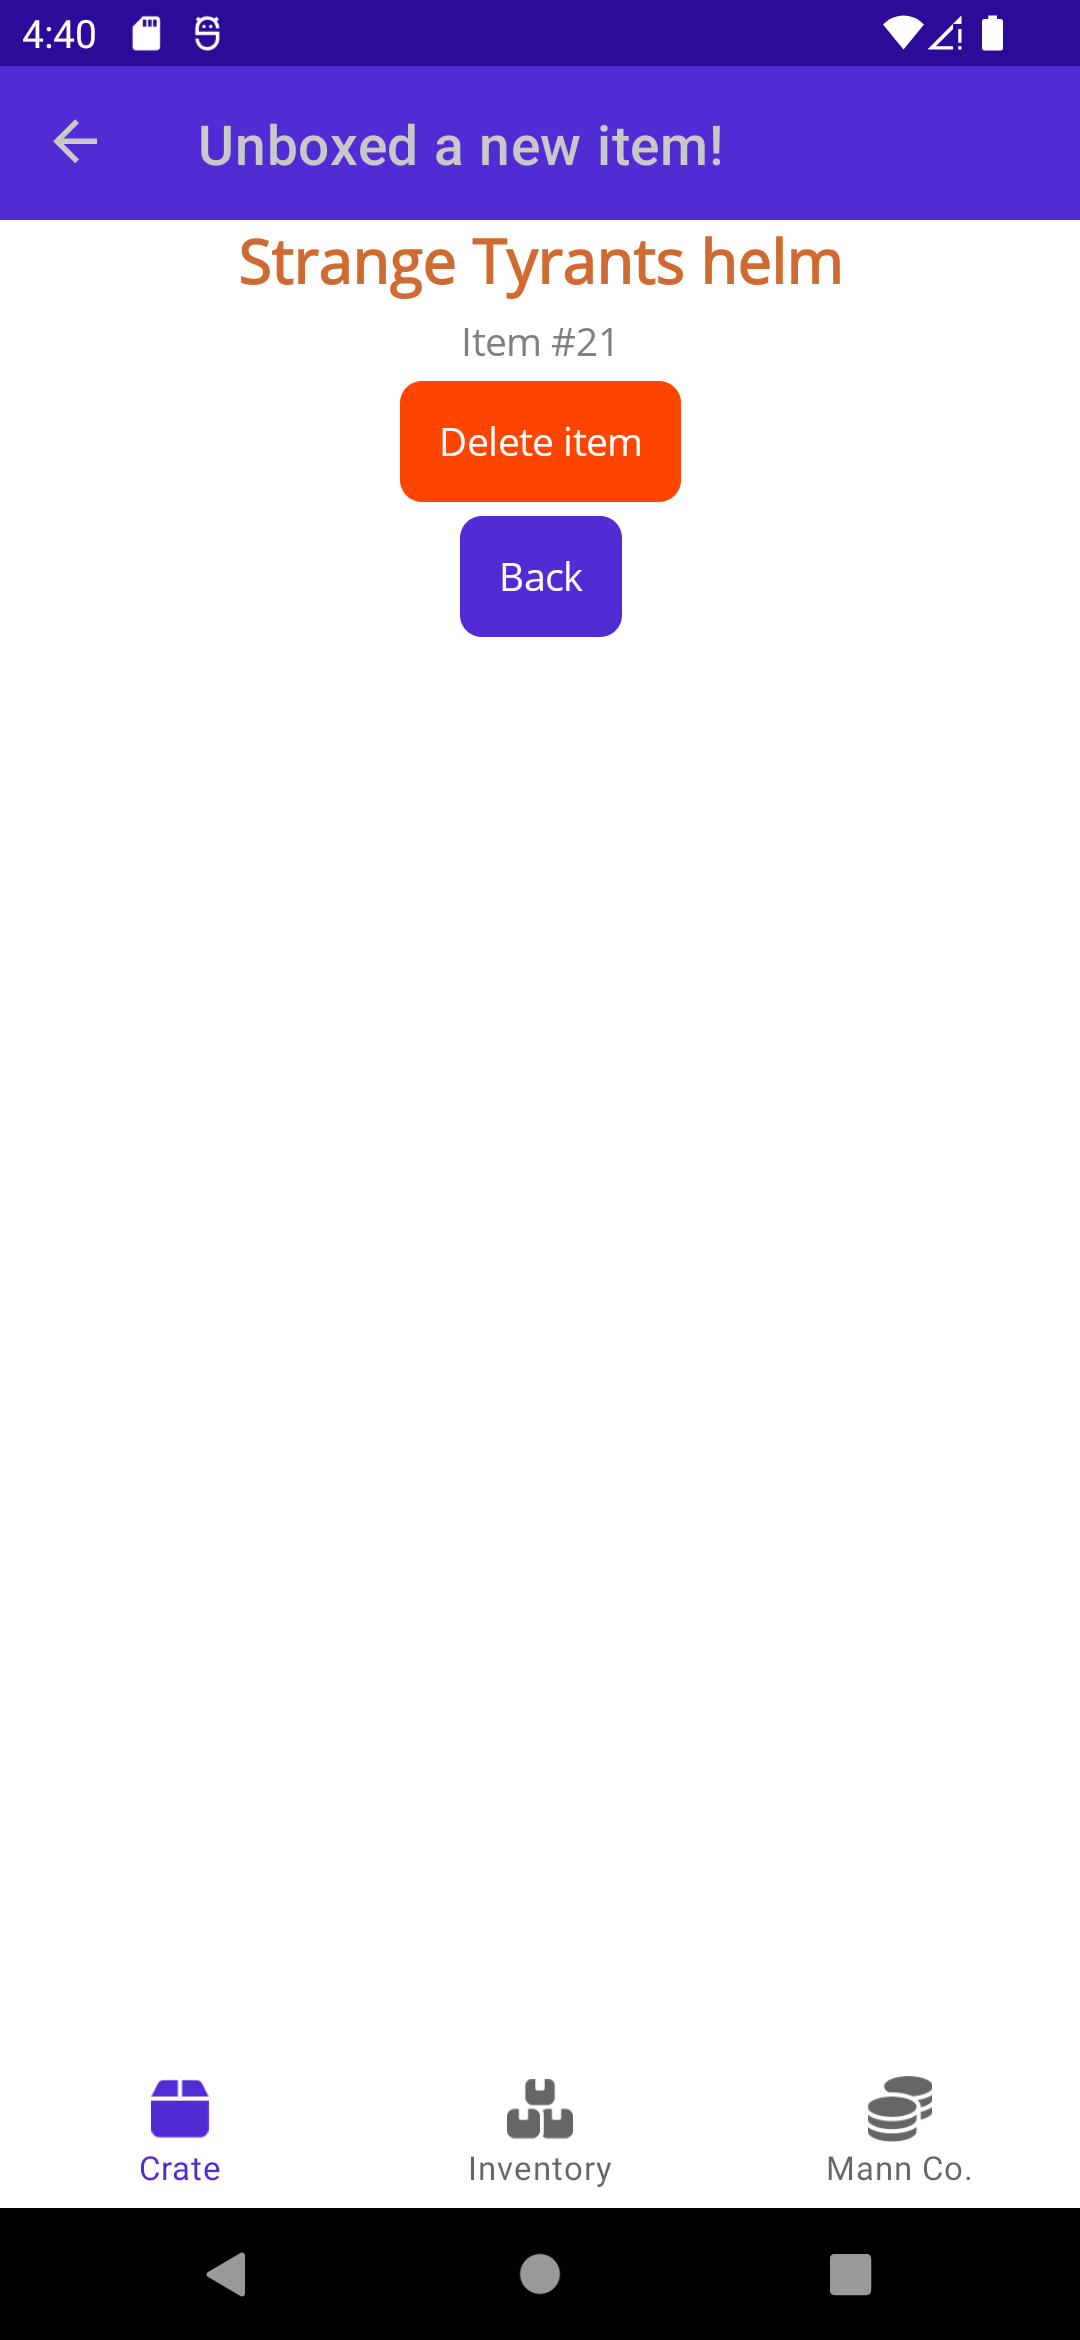 4:40
Unboxed a new item!
Strange Tyrants helm
Item #21
Delete item
Back
Crate
Inventory
Mann Co.